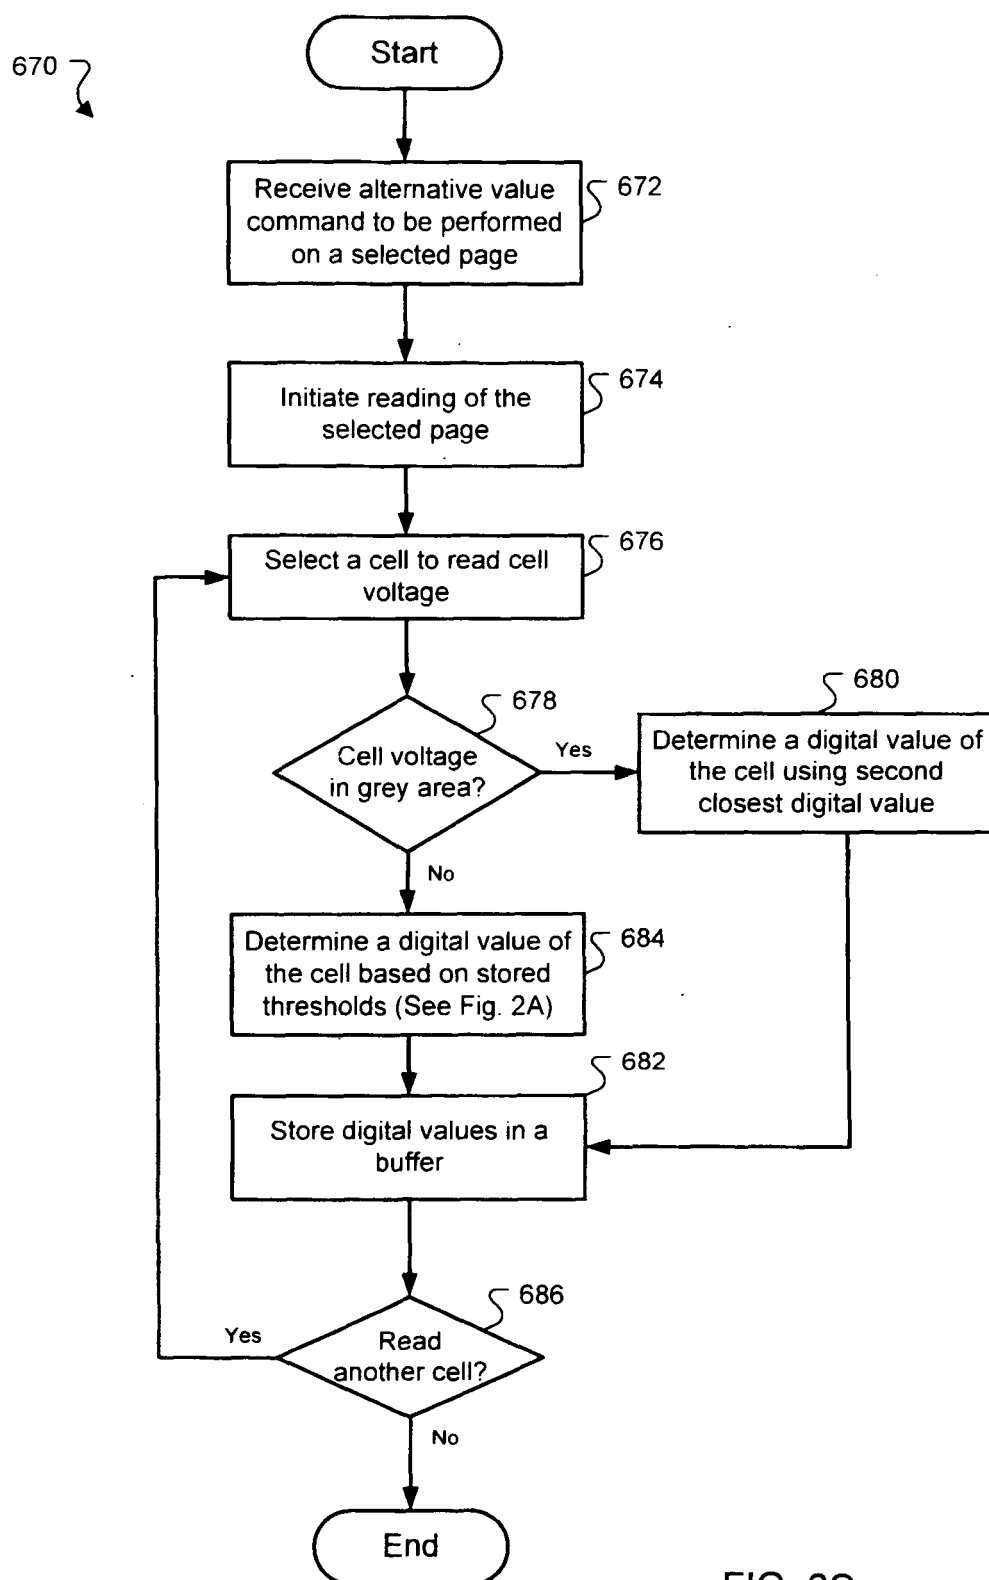 Start
670
Receive alternative value
command to be performed
on a selected page
672
Initiate reading of the
selected page
674
Select a cell to read cell
voltage
676
Cell voltage
in grey area?
678
Yes
680
Determine a digital value of
the cell using second
closest digital value
No
Determine a digital value of
the cell based on stored
thresholds (See Fig. 2A)
684
682
Store digital values in a
buffer
686
Yes
Read
another cell?
No
End